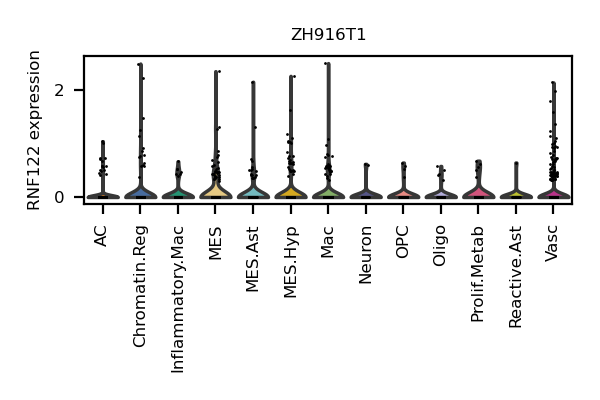 ZH916T1
RNF122 expression
2
0
AC
Chromatin.Reg
Inflammatory.Mac
MES
MES.Ast
MES.Hyp
Mac
Neuron
OPC
Oligo
Prolif.Metab
Reactive.Ast
Vasc